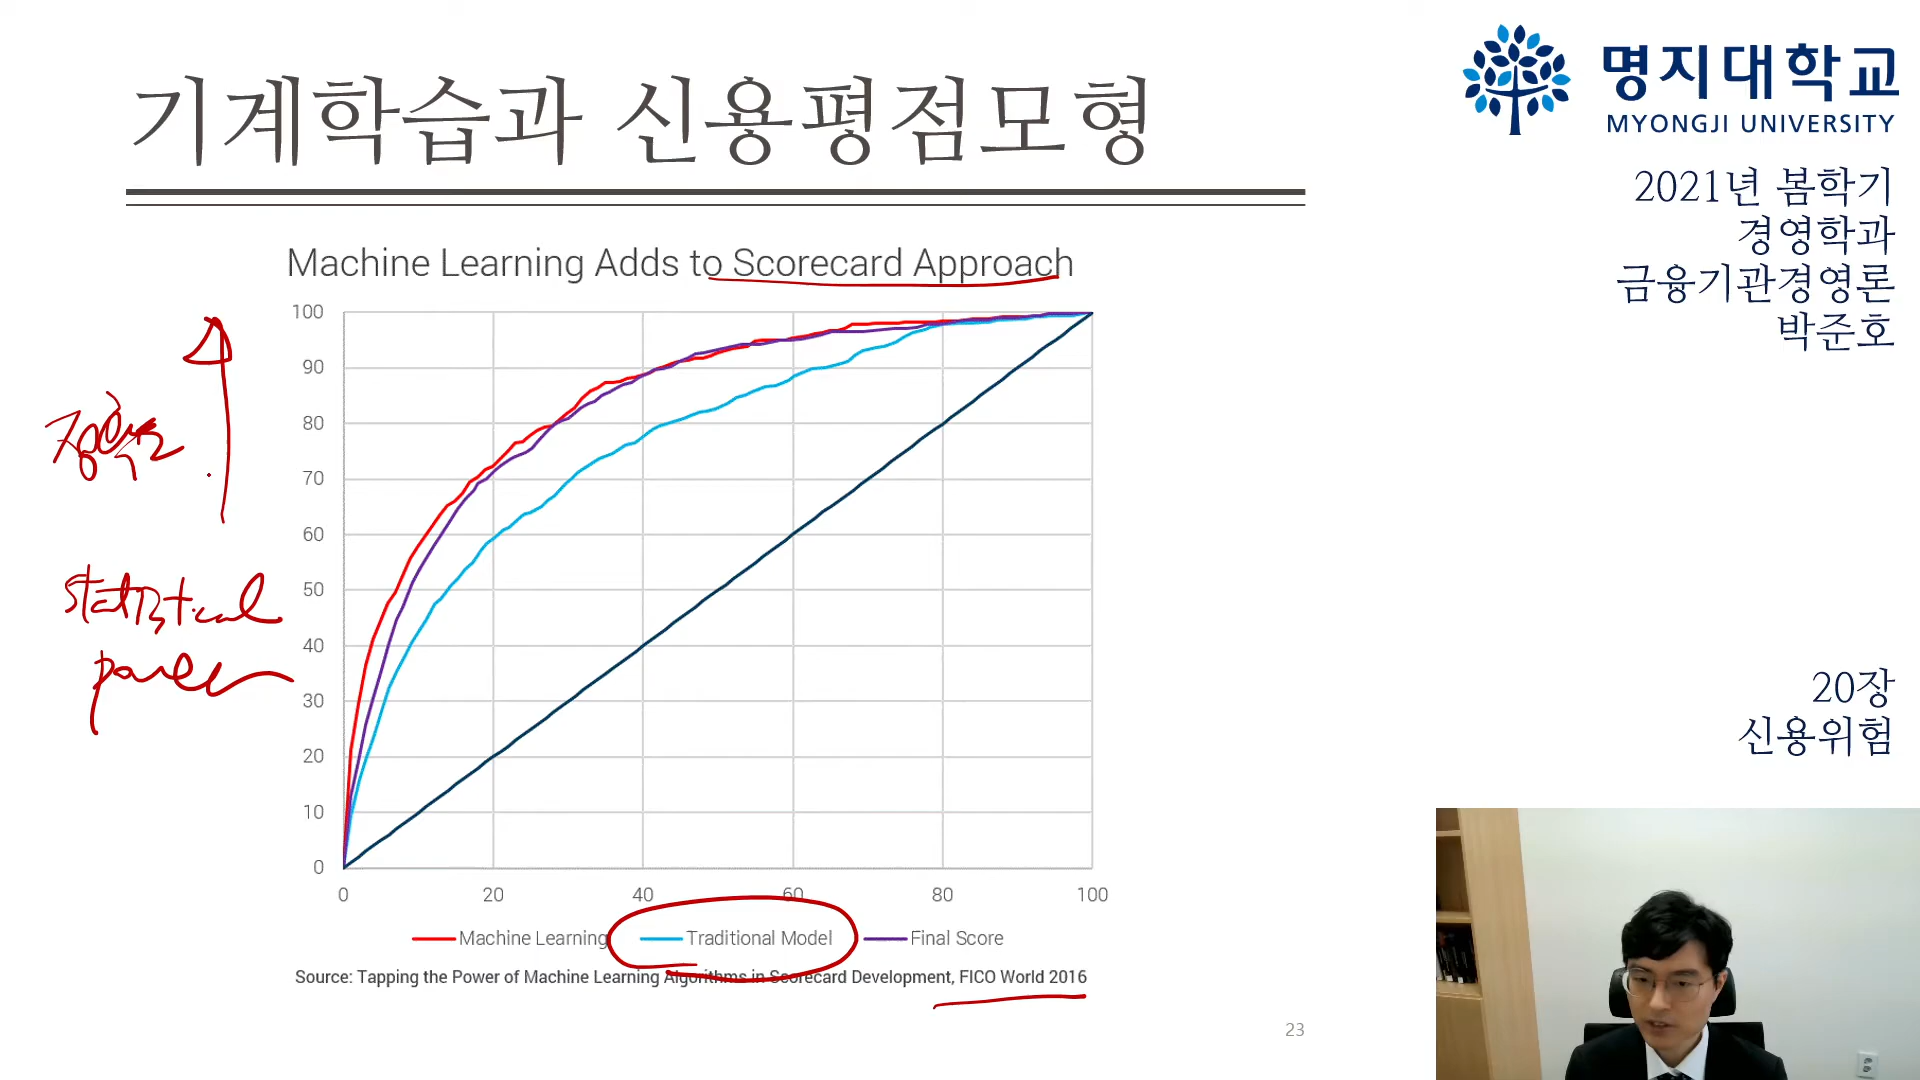 기계학습과 신용평점모형
명지대학교
MYONGJI UNIVERSITY
2021년 봄학기
경영학과
금융기관경영론
박준호
Machine Learning Adds to Scorecard Approach
100
90
80
70
60
50
40
30
20
10
0
0 20 40 60 80 100
정확도
statistical
power
Machine Learning Traditional Model Final Score
Source: Tapping the Power of Machine Learning Algorithms in Scorecard Development, FICO World 2016
23
20장
신용위험